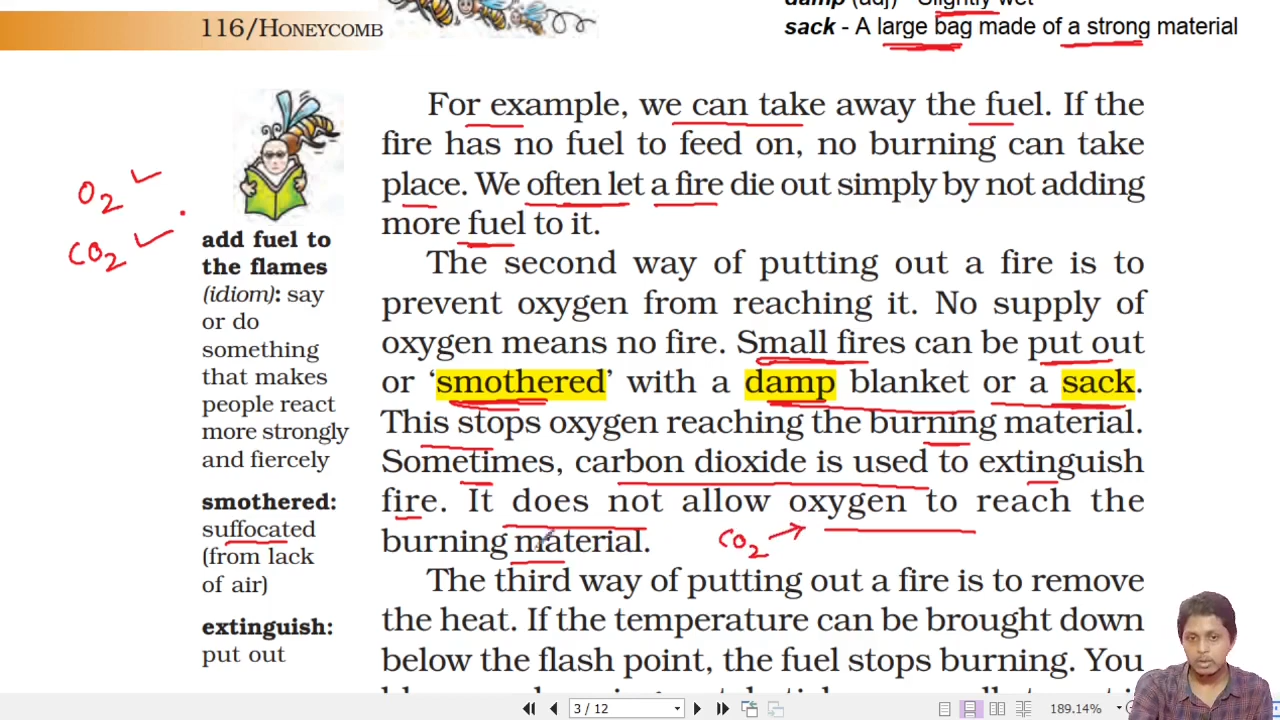 damp (adj) - Slightly wet
116/HONEYCOMB
sack - A large bag made of a strong material
For example, we can take away the fuel. If the
fire has no fuel to feed on, no burning can take
place. We often let a fire die out simply by not adding
more fuel to it.
The second way of putting out a fire is to
prevent oxygen from reaching it. No supply of
oxygen means no fire. Small fires can be put out
or ‘smothered’ with a damp blanket or a sack.
This stops oxygen reaching the burning material.
Sometimes, carbon dioxide is used to extinguish
fire. It does not allow oxygen to reach the
burning material.
CO2 →
The third way of putting out a fire is to remove
the heat. If the temperature can be brought down
below the flash point, the fuel stops burning. You
O2 ✓
CO2 ✓
add fuel to
the flames
(idiom): say
or do
something
that makes
people react
more strongly
and fiercely
smothered:
suffocated
(from lack
of air)
extinguish:
put out
3 / 12
189.14%